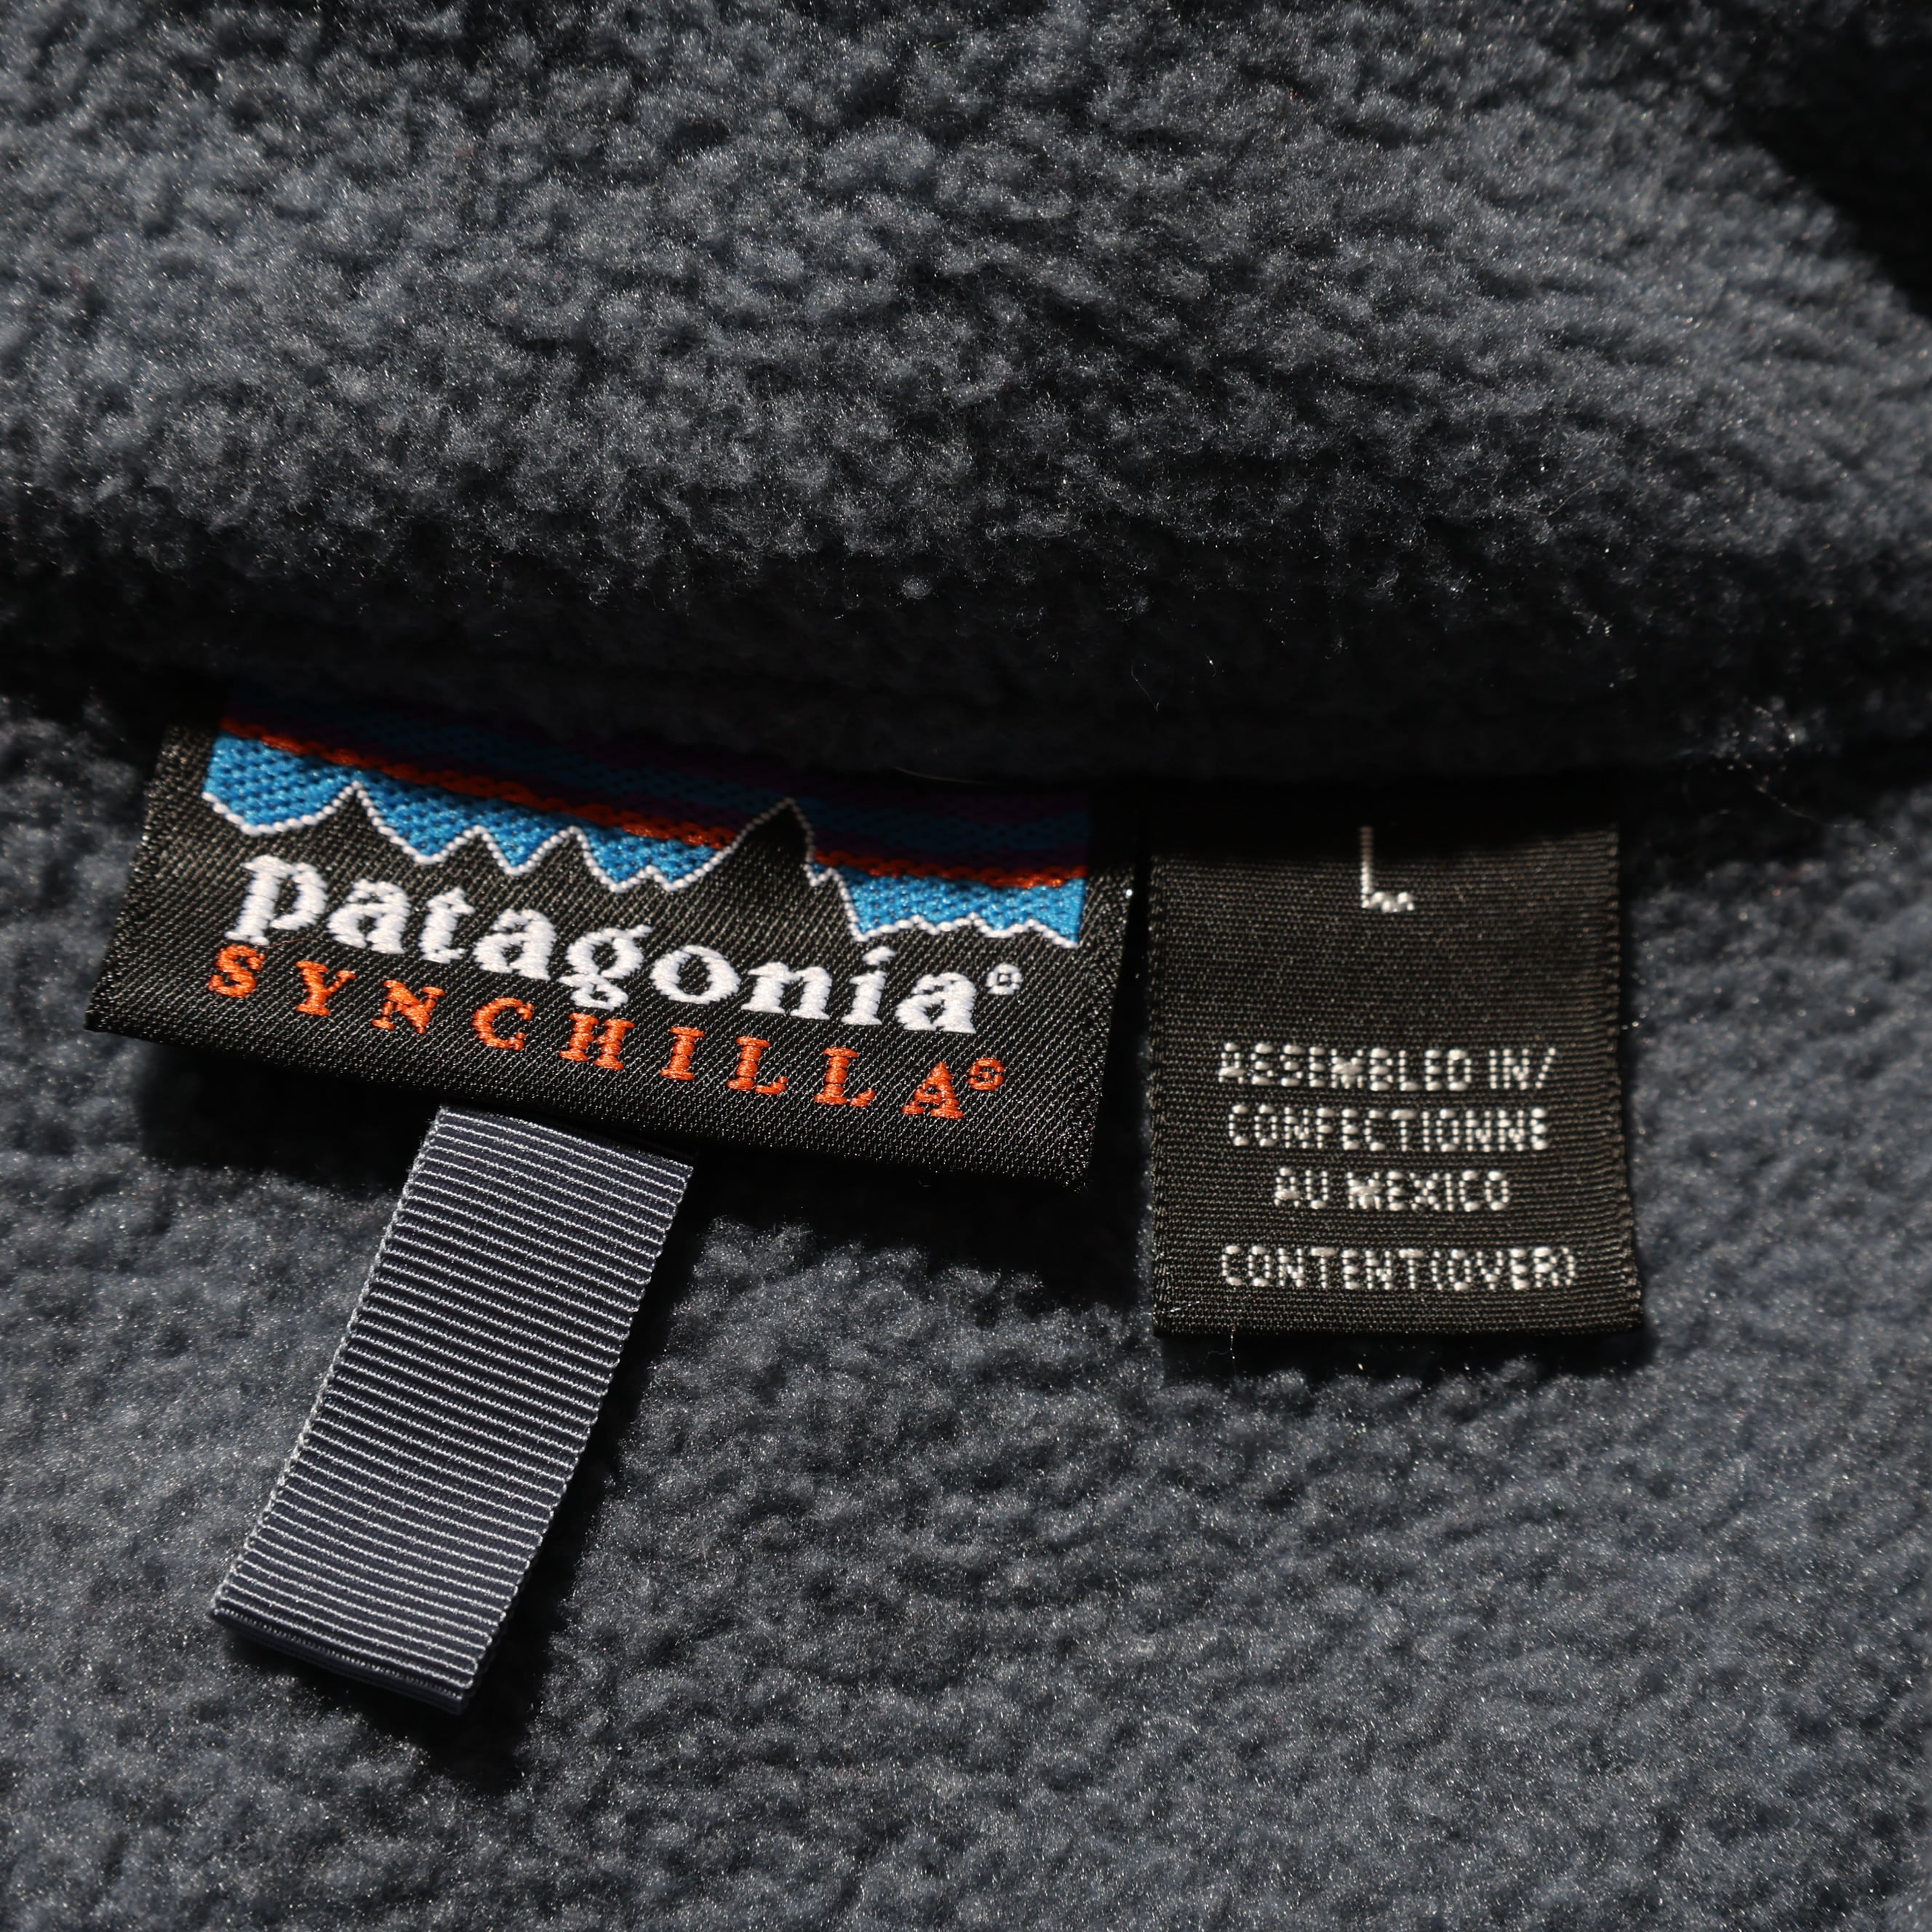 patagonia®
SYNCHILLA®
L
ASSEMBLED IN/
CONFECTIONNE
AU MEXICO
CONTENT(OVER)